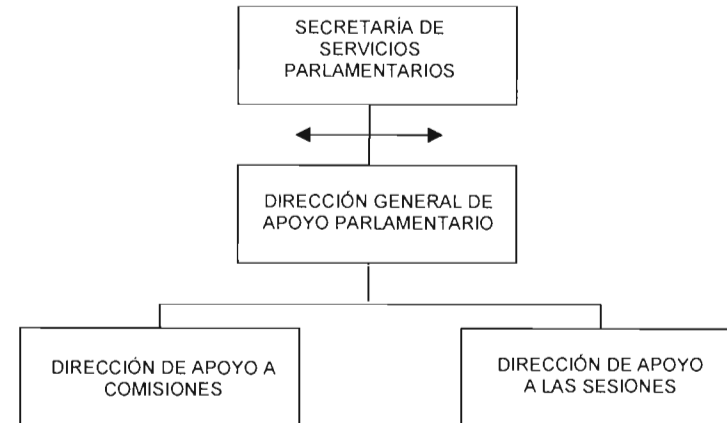 SECRETARÍA DE
SERVICIOS
PARLAMENTARIOS
DIRECCIÓN GENERAL DE
APOYO PARLAMENTARIO
DIRECCIÓN DE APOYO A
COMISIONES
DIRECCIÓN DE APOYO
A LAS SESIONES